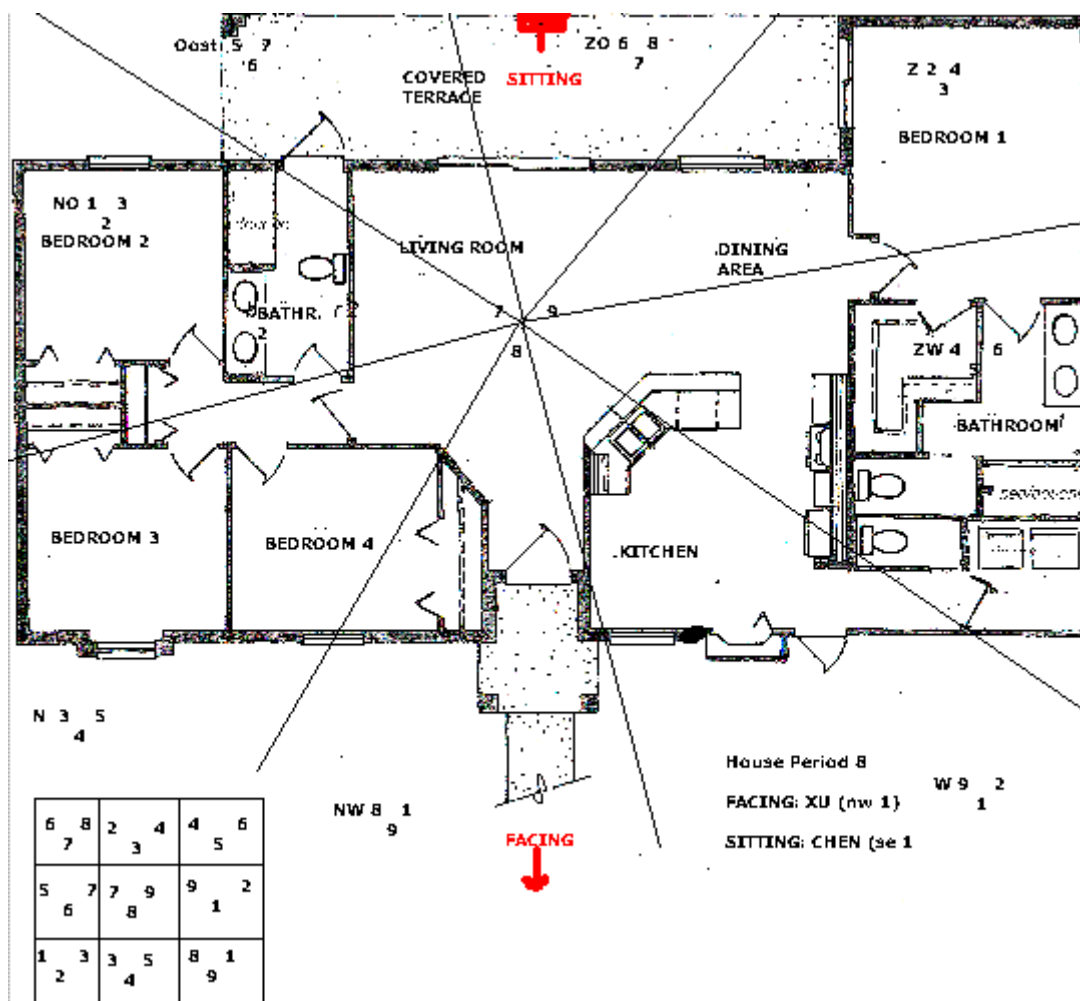 Oost 5 7
6
ZO 6 8
7
COVERED
TERRACE
SITTING
Z 2 4
3
BEDROOM 1
NO 1 3
2
BEDROOM 2
LIVING ROOM
DINING
AREA
BATHR.
2
7 9
8
ZW 4 6
BATHROOM
BEDROOM 3
BEDROOM 4
KITCHEN
N 3 5
4
NW 8 1
9
House Period 8
W 9 2
1
FACING: XU (nw 1)
SITTING: CHEN (se 1
FACING
6 8 2 4 4 6
7 3 5
5 7 7 9 9 2
6 8 1
1 3 3 5 8 1
2 4 9